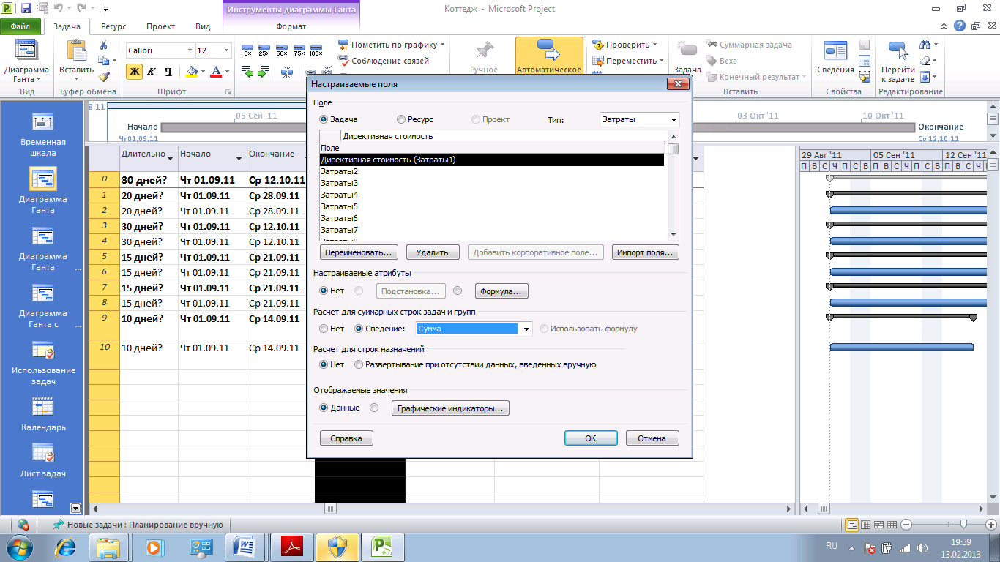 Инструменты диаграммы Ганта
Коттедж - Microsoft Project
Файл Задача Ресурс Проект Вид Формат
Диаграмма Ганта
Вид
Вставить
Буфер обмена
Calibri 12
Ж К Ч
Шрифт
0% 25% 50% 75% 100%
Пометить по графику
Соблюдение связей
Ручное
Автоматическое
Проверить
Переместить
Задача
Суммарная задача
Веха
Конечный результат
Вставить
Сведения
Свойства
Перейти к задаче
Редактирование
Временная шкала
Диаграмма Ганта
Диаграмма Ганта ...
Диаграмма Ганта с ...
Использование задач
Календарь
Лист задач
8.11
05 Сен '11 03 Окт '11 10 Окт '11
Начало
Чт 01.09.11
Окончание
Ср 12.10.11
Длительно Начало Окончание
0 30 дней? Чт 01.09.11 Ср 12.10.11
1 20 дней? Чт 01.09.11 Ср 28.09.11
2 20 дней? Чт 01.09.11 Ср 28.09.11
3 30 дней? Чт 01.09.11 Ср 12.10.11
4 30 дней? Чт 01.09.11 Ср 12.10.11
5 15 дней? Чт 01.09.11 Ср 21.09.11
6 15 дней? Чт 01.09.11 Ср 21.09.11
7 15 дней? Чт 01.09.11 Ср 21.09.11
8 15 дней? Чт 01.09.11 Ср 21.09.11
9 10 дней? Чт 01.09.11 Ср 14.09.11
10 10 дней? Чт 01.09.11 Ср 14.09.11
29 Авг '11 05 Сен '11 12 Сен '11
П В С Ч П С В П В С Ч П С В П В С Ч
Настраиваемые поля
Поле
Задача Ресурс Проект Тип: Затраты
Директивная стоимость
Поле
Директивная стоимость (Затраты1)
Затраты2
Затраты3
Затраты4
Затраты5
Затраты6
Затраты7
Переименовать... Удалить Добавить корпоративное поле... Импорт поля...
Настраиваемые атрибуты
Нет Подстановка... Формула...
Расчет для суммарных строк задач и групп
Нет Сведение: Сумма Использовать формулу
Расчет для строк назначений
Нет Развертывание при отсутствии данных, введенных вручную
Отображаемые значения
Данные Графические индикаторы...
Справка ОК Отмена
Новые задачи : Планирование вручную
RU
19:39
13.02.2013